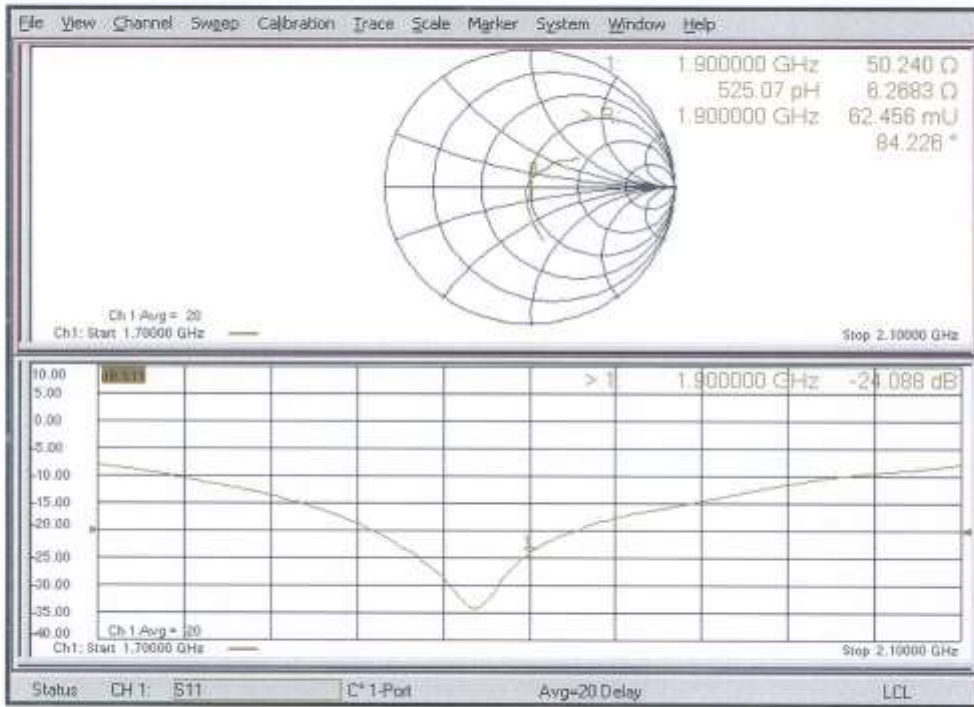 File View Channel Sweep Calibration Trace Scale Marker System Window Help
1: 1.900000 GHz 50.240 Ω
525.07 pH 6.2683 Ω
1.900000 GHz 62.456 mU
84.226 °
Ch 1 Avg = 20
Ch1: Start 1.70000 GHz Stop 2.10000 GHz
10.00
5.00
0.00
-5.00
-10.00
-15.00
-20.00
-25.00
-30.00
-35.00
-40.00
> 1: 1.900000 GHz -24.088 dB
1
Ch 1 Avg = 20
Ch1: Start 1.70000 GHz Stop 2.10000 GHz
Status CH 1: S11 C* 1-Port Avg=20 Delay LCL